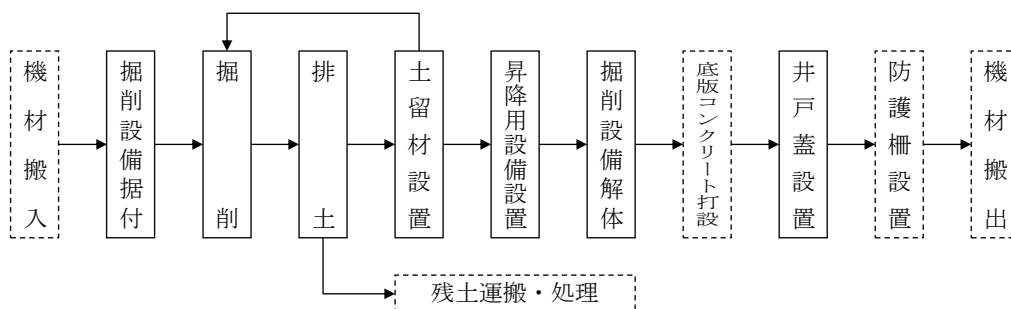 機材搬入
掘削設備据付
掘削
排土
土留材設置
昇降用設備設置
掘削設備解体
底版コンクリート打設
井戸蓋設置
防護柵設置
機材搬出
残土運搬・処理